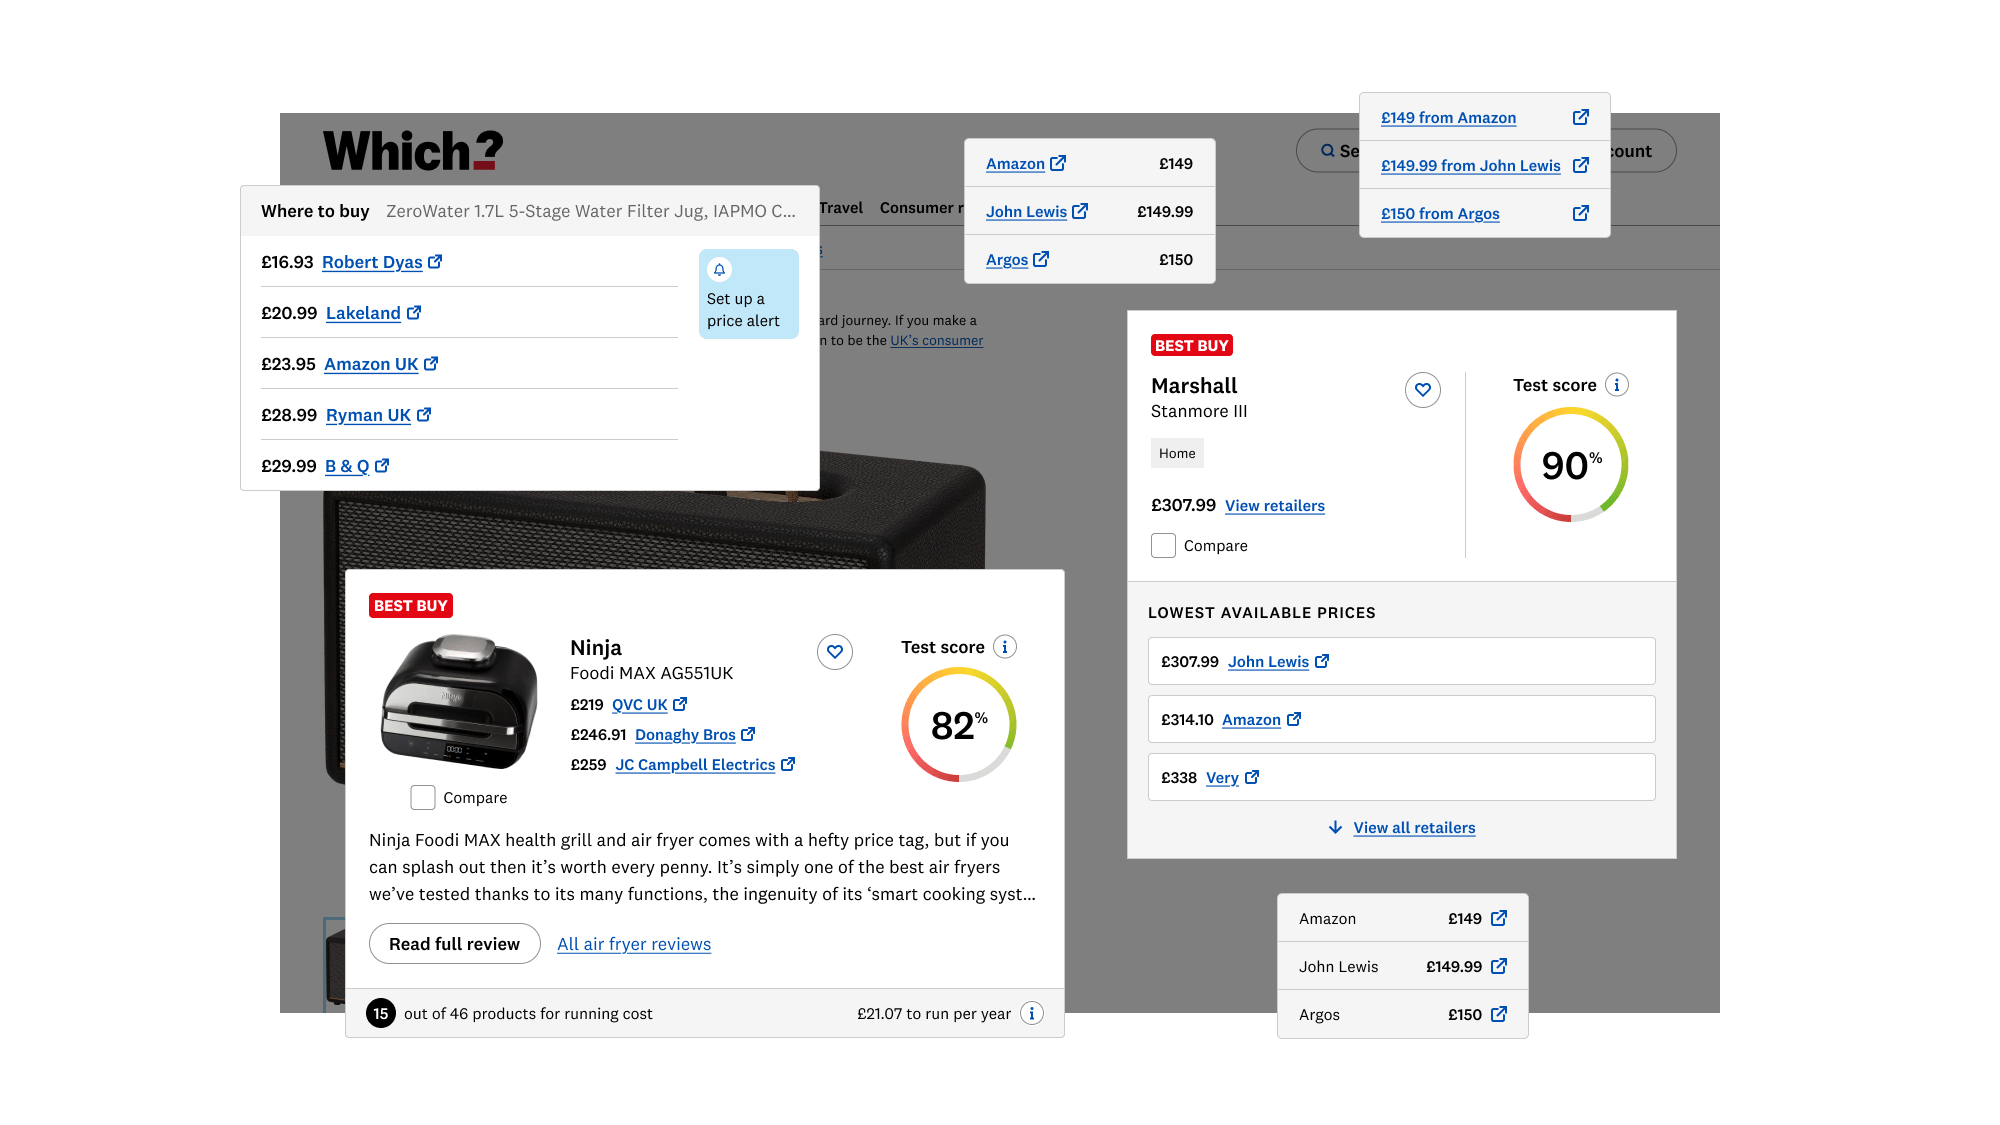 Which?
Se
count
Travel Consumer r
s
ard journey. If you make a
n to be the UK's consumer
Where to buy ZeroWater 1.7L 5-Stage Water Filter Jug, IAPMO C...
£16.93 Robert Dyas
£20.99 Lakeland
£23.95 Amazon UK
£28.99 Ryman UK
£29.99 B & Q
Set up a
price alert
Amazon £149
John Lewis £149.99
Argos £150
£149 from Amazon
£149.99 from John Lewis
£150 from Argos
BEST BUY
Marshall
Stanmore III
Home
£307.99 View retailers
Compare
Test score
90%
LOWEST AVAILABLE PRICES
£307.99 John Lewis
£314.10 Amazon
£338 Very
View all retailers
BEST BUY
Ninja
Foodi MAX AG551UK
£219 QVC UK
£246.91 Donaghy Bros
£259 JC Campbell Electrics
Compare
Test score
82%
Ninja Foodi MAX health grill and air fryer comes with a hefty price tag, but if you
can splash out then it's worth every penny. It's simply one of the best air fryers
we've tested thanks to its many functions, the ingenuity of its ‘smart cooking syst...
Read full review All air fryer reviews
15 out of 46 products for running cost £21.07 to run per year
Amazon £149
John Lewis £149.99
Argos £150